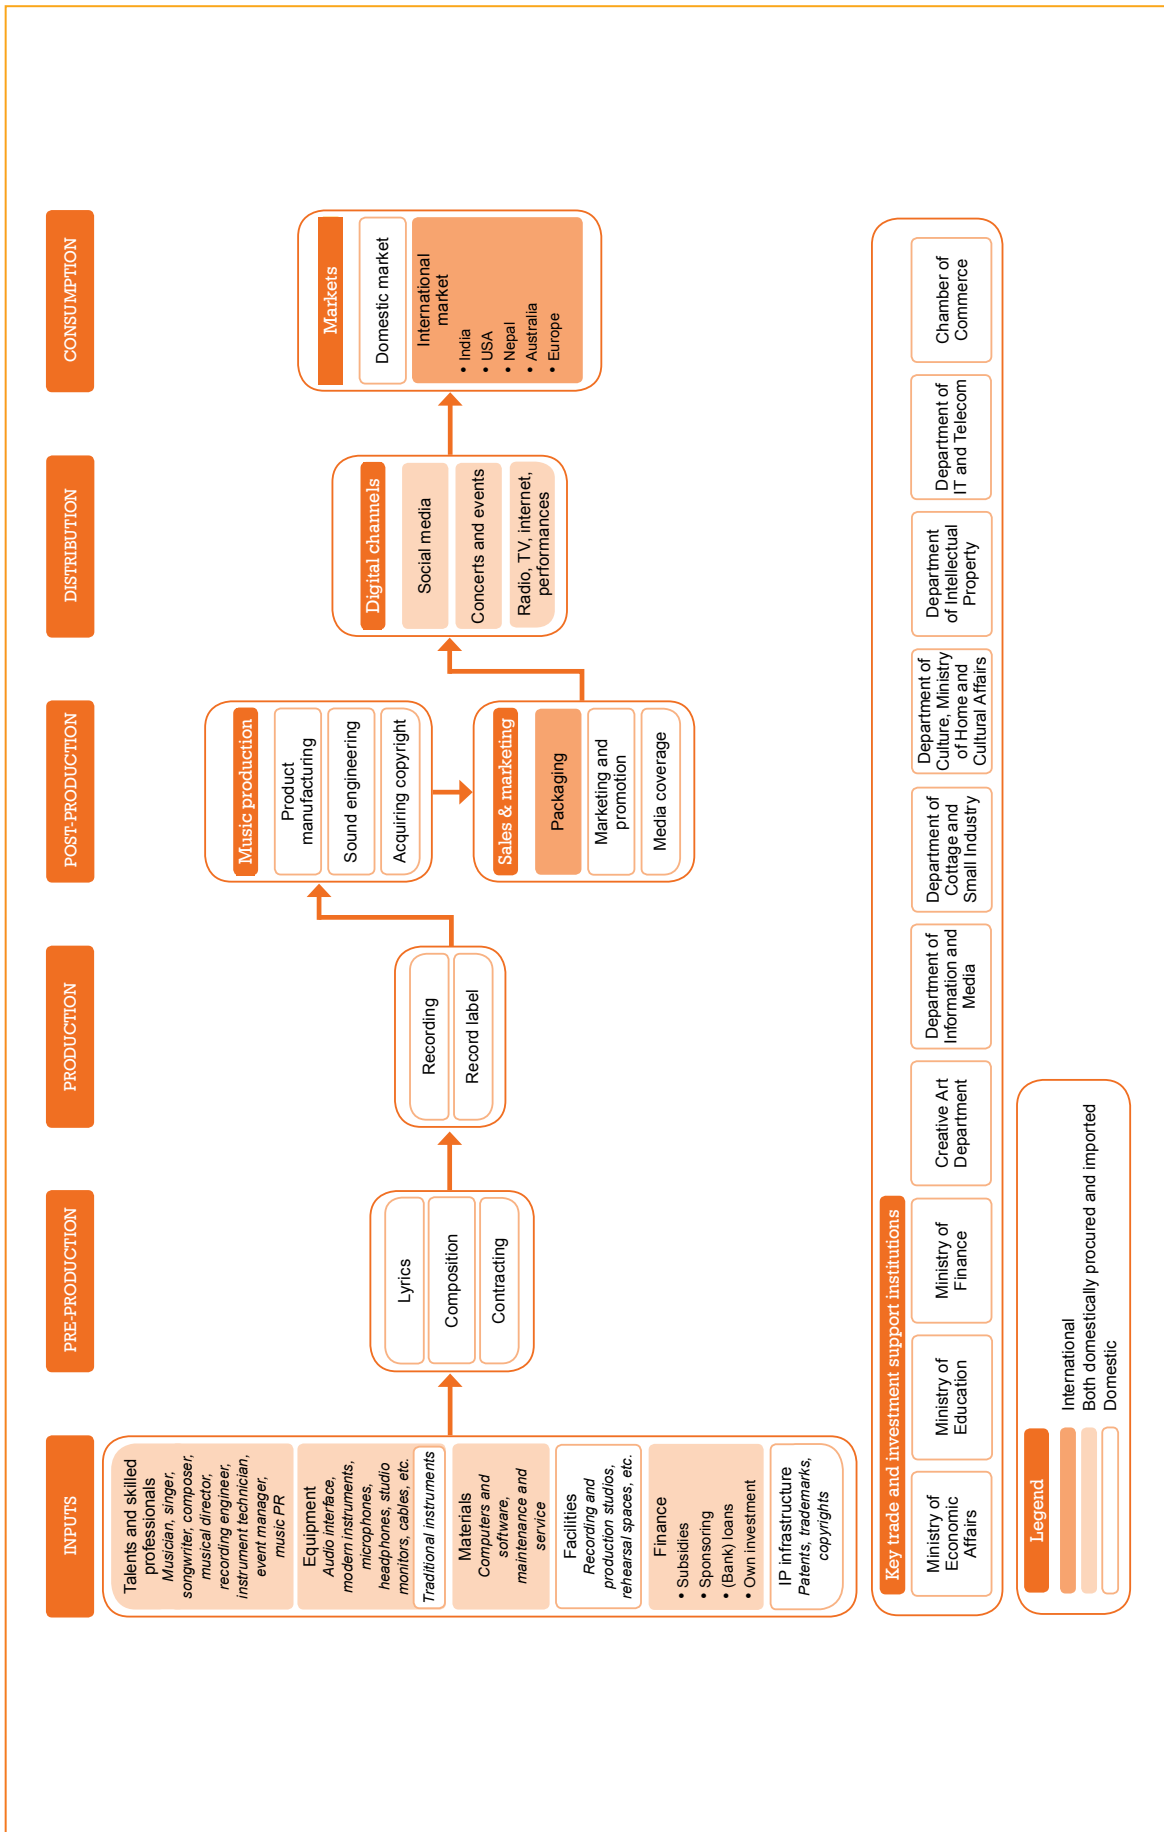 INPUTS
PRE-PRODUCTION
PRODUCTION
POST-PRODUCTION
DISTRIBUTION
CONSUMPTION
Talents and skilled
professionals
Musician, singer,
songwriter, composer,
musical director,
recording engineer,
instrument technician,
event manager,
music PR
Equipment
Audio interface,
modern instruments,
microphones,
headphones, studio
monitors, cables, etc.
Traditional instruments
Materials
Computers and
software,
maintenance and
service
Facilities
Recording and
production studios,
rehearsal spaces, etc.
Finance
• Subsidies
• Sponsoring
• (Bank) loans
• Own investment
IP infrastructure
Patents, trademarks,
copyrights
Lyrics
Composition
Contracting
Recording
Record label
Music production
Product
manufacturing
Sound engineering
Acquiring copyright
Sales & marketing
Packaging
Marketing and
promotion
Media coverage
Digital channels
Social media
Concerts and events
Radio, TV, internet,
performances
Markets
Domestic market
International
market
• India
• USA
• Nepal
• Australia
• Europe
Key trade and investment support institutions
Ministry of
Economic
Affairs
Ministry of
Education
Ministry of
Finance
Creative Art
Department
Department of
Information and
Media
Department of
Cottage and
Small Industry
Department of
Culture, Ministry
of Home and
Cultural Affairs
Department
of Intellectual
Property
Department of
IT and Telecom
Chamber of
Commerce
Legend
International
Both domestically procured and imported
Domestic